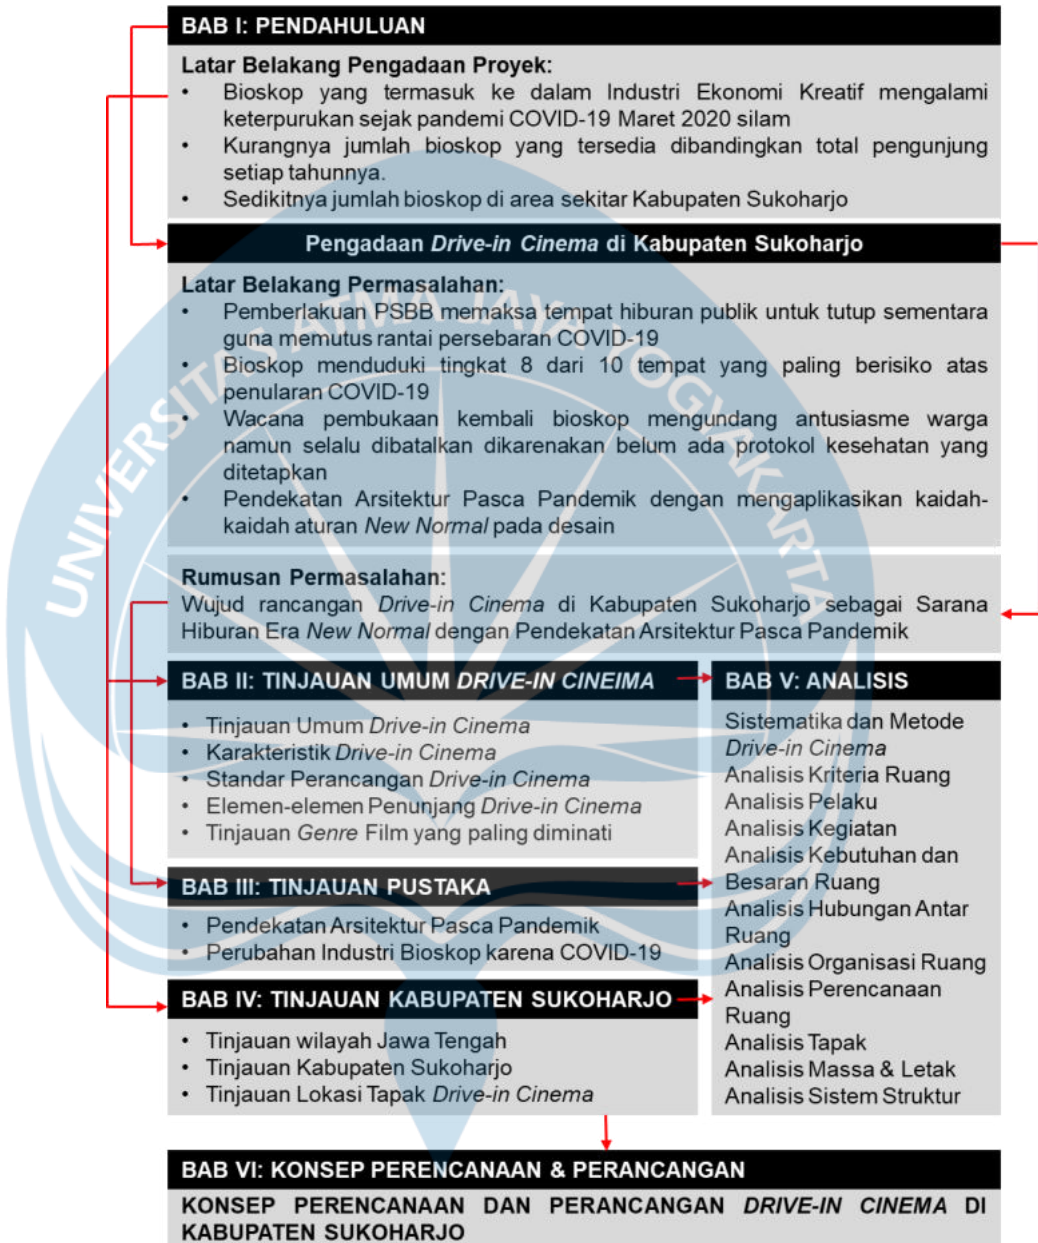 BAB I: PENDAHULUAN
Latar Belakang Pengadaan Proyek:
• Bioskop yang termasuk ke dalam Industri Ekonomi Kreatif mengalami
keterpurukan sejak pandemi COVID-19 Maret 2020 silam
• Kurangnya jumlah bioskop yang tersedia dibandingkan total pengunjung
setiap tahunnya.
• Sedikitnya jumlah bioskop di area sekitar Kabupaten Sukoharjo
Pengadaan Drive-in Cinema di Kabupaten Sukoharjo
Latar Belakang Permasalahan:
• Pemberlakuan PSBB memaksa tempat hiburan publik untuk tutup sementara
guna memutus rantai persebaran COVID-19
• Bioskop menduduki tingkat 8 dari 10 tempat yang paling berisiko atas
penularan COVID-19
• Wacana pembukaan kembali bioskop mengundang antusiasme warga
namun selalu dibatalkan dikarenakan belum ada protokol kesehatan yang
ditetapkan
• Pendekatan Arsitektur Pasca Pandemik dengan mengaplikasikan kaidah-
kaidah aturan New Normal pada desain
Rumusan Permasalahan:
Wujud rancangan Drive-in Cinema di Kabupaten Sukoharjo sebagai Sarana
Hiburan Era New Normal dengan Pendekatan Arsitektur Pasca Pandemik
BAB II: TINJAUAN UMUM DRIVE-IN CINEIMA
• Tinjauan Umum Drive-in Cinema
• Karakteristik Drive-in Cinema
• Standar Perancangan Drive-in Cinema
• Elemen-elemen Penunjang Drive-in Cinema
• Tinjauan Genre Film yang paling diminati
BAB III: TINJAUAN PUSTAKA
• Pendekatan Arsitektur Pasca Pandemik
• Perubahan Industri Bioskop karena COVID-19
BAB IV: TINJAUAN KABUPATEN SUKOHARJO
• Tinjauan wilayah Jawa Tengah
• Tinjauan Kabupaten Sukoharjo
• Tinjauan Lokasi Tapak Drive-in Cinema
BAB V: ANALISIS
Sistematika dan Metode
Drive-in Cinema
Analisis Kriteria Ruang
Analisis Pelaku
Analisis Kegiatan
Analisis Kebutuhan dan
Besaran Ruang
Analisis Hubungan Antar
Ruang
Analisis Organisasi Ruang
Analisis Perencanaan
Ruang
Analisis Tapak
Analisis Massa & Letak
Analisis Sistem Struktur
BAB VI: KONSEP PERENCANAAN & PERANCANGAN
KONSEP PERENCANAAN DAN PERANCANGAN DRIVE-IN CINEMA DI
KABUPATEN SUKOHARJO
UNIVERSITAS ATMA JAYA YOGYAKARTA